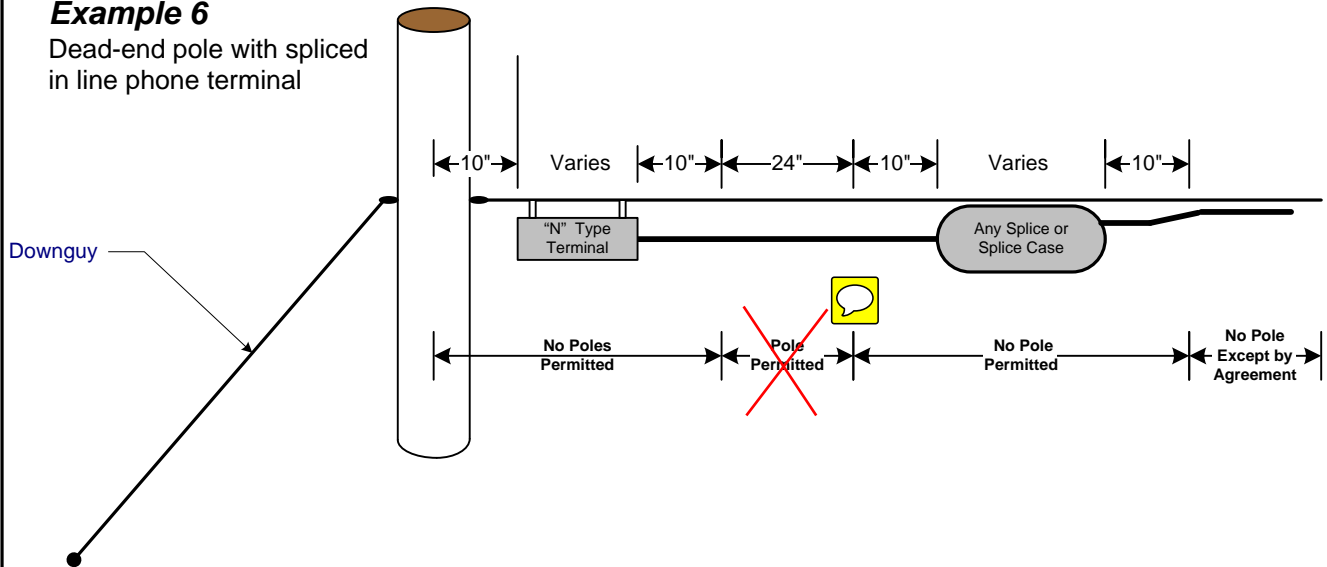 Example 6
Dead-end pole with spliced
in line phone terminal
10" Varies 10" 24" 10" Varies 10"
"N" Type
Terminal
Any Splice or
Splice Case
Downguy
No Poles
Permitted
Pole
Permitted
No Pole
Permitted
No Pole
Except by
Agreement